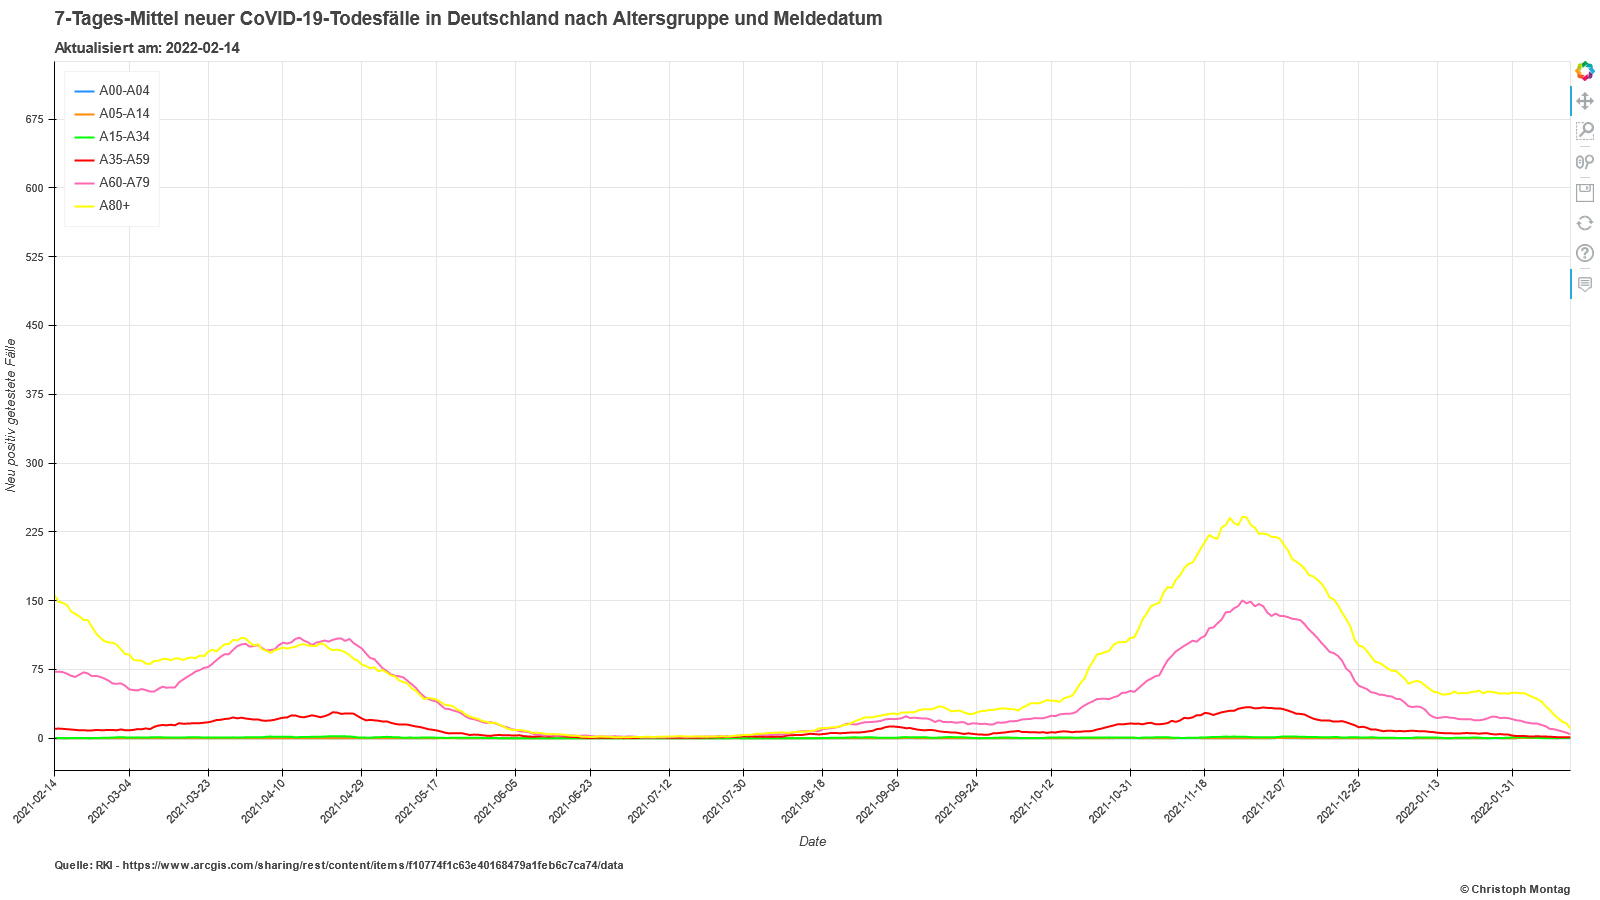 7-Tages-Mittel neuer CoVID-19-Todesfälle in Deutschland nach Altersgruppe und Meldedatum
Aktualisiert am: 2022-02-14
A00-A04
A05-A14
A15-A34
A35-A59
A60-A79
A80+
675
600
525
450
375
300
225
150
75
0
Neu positiv getestete Fälle
2021-02-14
2021-03-04
2021-03-23
2021-04-10
2021-04-29
2021-05-17
2021-06-05
2021-06-23
2021-07-12
2021-07-30
2021-08-18
2021-09-05
2021-09-24
2021-10-12
2021-10-31
2021-11-18
2021-12-07
2021-12-25
2022-01-13
2022-01-31
Date
Quelle: RKI - https://www.arcgis.com/sharing/rest/content/items/f10774f1c63e40168479a1feb6c7ca74/data
© Christoph Montag